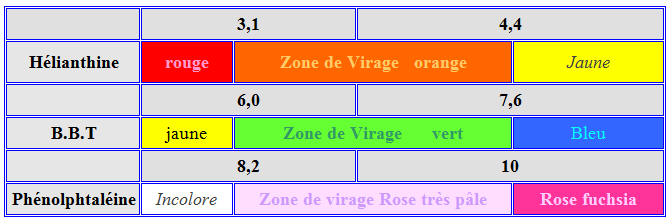 3,1 4,4
Hélianthine rouge Zone de Virage orange Jaune
6,0 7,6
B.B.T jaune Zone de Virage vert Bleu
8,2 10
Phénolphtaléine Incolore Zone de virage Rose très pâle Rose fuchsia